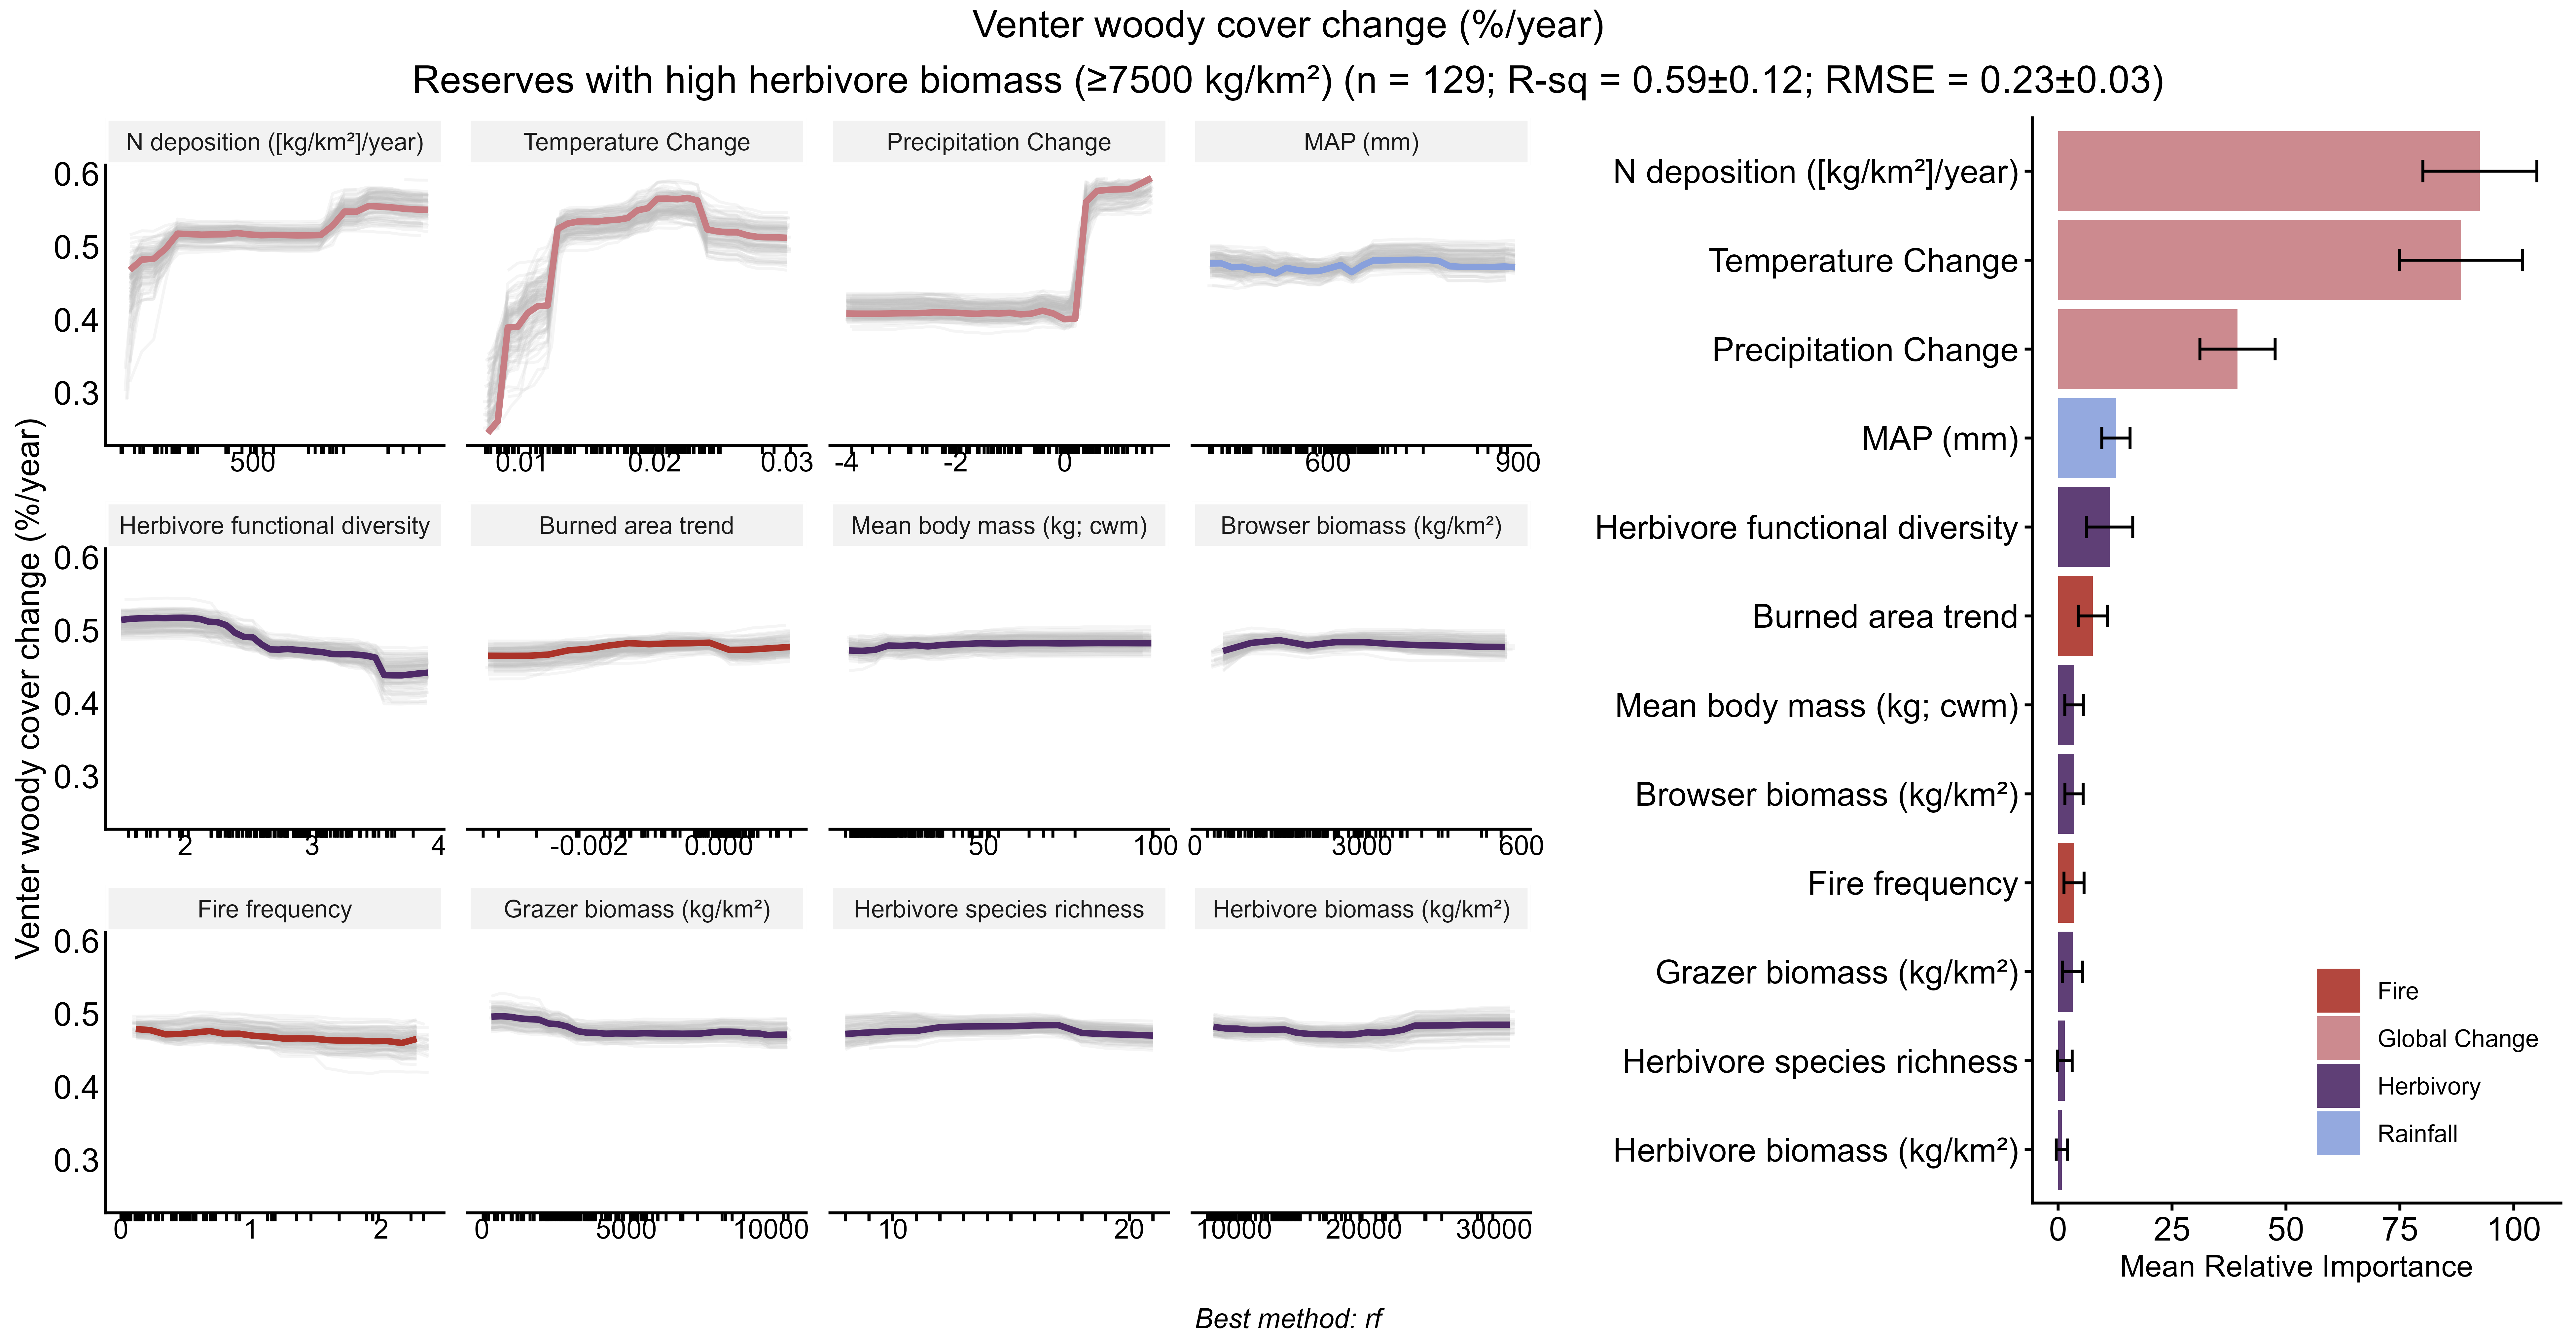 Venter woody cover change (%/year)
Reserves with high herbivore biomass (≥7500 kg/km²) (n = 129; R-sq = 0.59±0.12; RMSE = 0.23±0.03)
Venter woody cover change (%/year)
N deposition ([kg/km²]/year)
Temperature Change
Precipitation Change
MAP (mm)
0.6
0.5
0.4
0.3
500
0.01 0.02 0.03
-4 -2 0
600 900
Herbivore functional diversity
Burned area trend
Mean body mass (kg; cwm)
Browser biomass (kg/km²)
0.6
0.5
0.4
0.3
2 3 4
-0.002 0.000
50 100
0 3000 600
Fire frequency
Grazer biomass (kg/km²)
Herbivore species richness
Herbivore biomass (kg/km²)
0.6
0.5
0.4
0.3
0 1 2
0 5000 10000
10 20
10000 20000 30000
Best method: rf
N deposition ([kg/km²]/year)
Temperature Change
Precipitation Change
MAP (mm)
Herbivore functional diversity
Burned area trend
Mean body mass (kg; cwm)
Browser biomass (kg/km²)
Fire frequency
Grazer biomass (kg/km²)
Herbivore species richness
Herbivore biomass (kg/km²)
0 25 50 75 100
Mean Relative Importance
Fire
Global Change
Herbivory
Rainfall